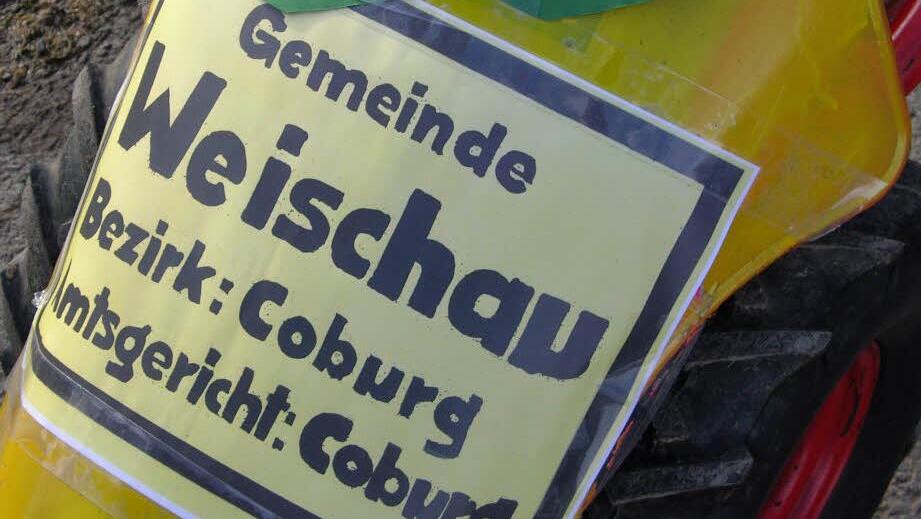 Gemeinde
Weischau
Bezirk: Coburg
Amtsgericht: Coburg